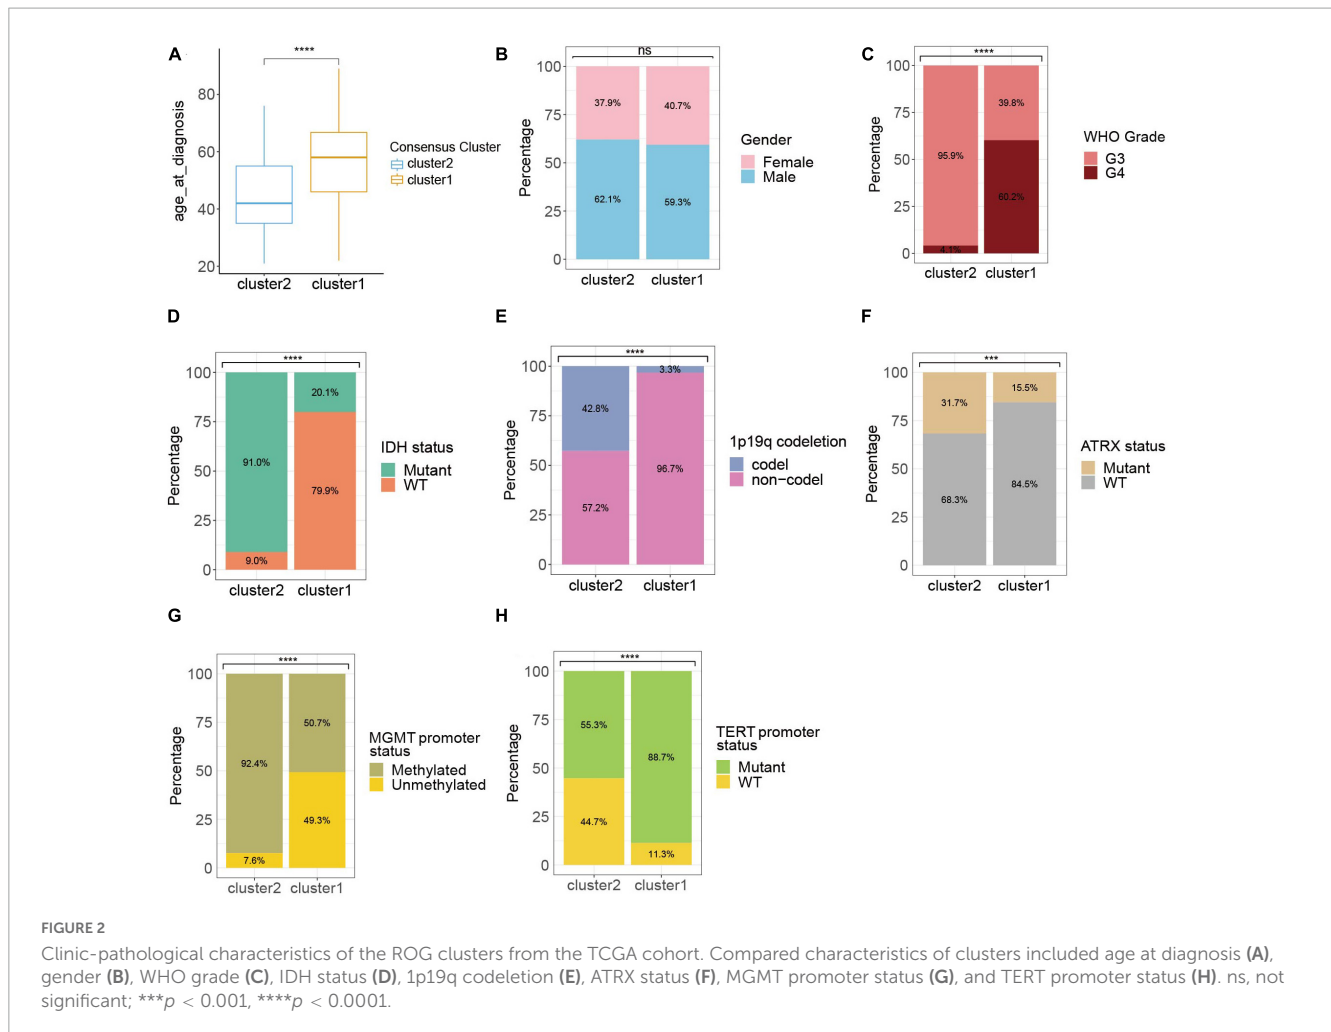 A
****
age_at_diagnosis
80
60
40
20
cluster2 cluster1
Consensus Cluster
cluster2
cluster1
B
ns
Percentage
100
75
50
25
0
37.9% 40.7%
62.1% 59.3%
cluster2 cluster1
Gender
Female
Male
C
****
Percentage
100
75
50
25
0
39.8%
95.9%
60.2%
4.1%
cluster2 cluster1
WHO Grade
G3
G4
D
****
Percentage
100
75
50
25
0
20.1%
91.0%
79.9%
9.0%
cluster2 cluster1
IDH status
Mutant
WT
E
****
Percentage
100
75
50
25
0
3.3%
42.8%
96.7%
57.2%
cluster2 cluster1
1p19q codeletion
codel
non−codel
F
***
Percentage
100
75
50
25
0
31.7% 15.5%
68.3% 84.5%
cluster2 cluster1
ATRX status
Mutant
WT
G
****
Percentage
100
75
50
25
0
50.7%
92.4%
49.3%
7.6%
cluster2 cluster1
MGMT promoter
status
Methylated
Unmethylated
H
****
Percentage
100
75
50
25
0
55.3%
88.7%
44.7%
11.3%
cluster2 cluster1
TERT promoter
status
Mutant
WT
FIGURE 2
Clinic-pathological characteristics of the ROG clusters from the TCGA cohort. Compared characteristics of clusters included age at diagnosis (A),
gender (B), WHO grade (C), IDH status (D), 1p19q codeletion (E), ATRX status (F), MGMT promoter status (G), and TERT promoter status (H). ns, not
significant; ***p < 0.001, ****p < 0.0001.